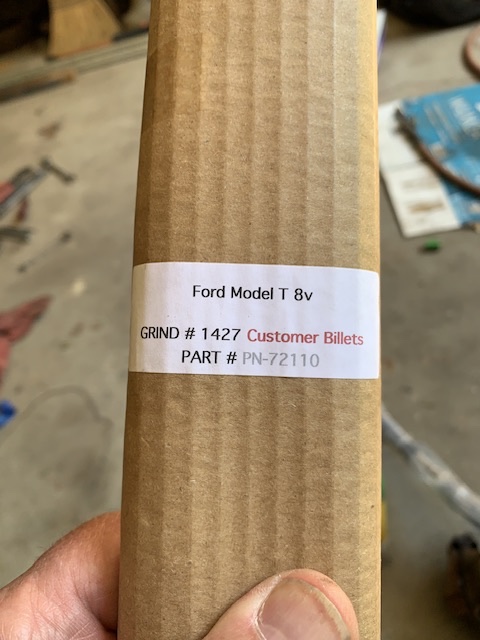 Ford Model T 8v
GRIND # 1427 Customer Billets
PART # PN-72110